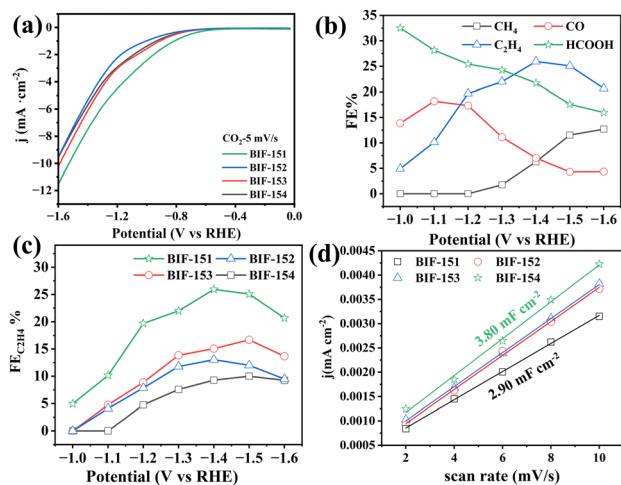 (a)
j (mA ·cm⁻²)
0
−2
−4
−6
−8
−10
−12
CO₂-5 mV/s
BIF-151
BIF-152
BIF-153
BIF-154
−1.6 −1.2 −0.8 −0.4 0.0
Potential (V vs RHE)
(b)
FE%
35
30
25
20
15
10
5
0
CH₄ CO
C₂H₄ HCOOH
−1.0 −1.1 −1.2 −1.3 −1.4 −1.5 −1.6
Potential (V vs RHE)
(c)
FE_C2H4 %
30
25
20
15
10
5
0
BIF-151 BIF-152
BIF-153 BIF-154
−1.0 −1.1 −1.2 −1.3 −1.4 −1.5 −1.6
Potential (V vs RHE)
(d)
j(mA cm⁻²)
0.0045
0.0040
0.0035
0.0030
0.0025
0.0020
0.0015
0.0010
0.0005
BIF-151 BIF-152
BIF-153 BIF-154
3.80 mF cm⁻²
2.90 mF cm⁻²
2 4 6 8 10
scan rate (mV/s)